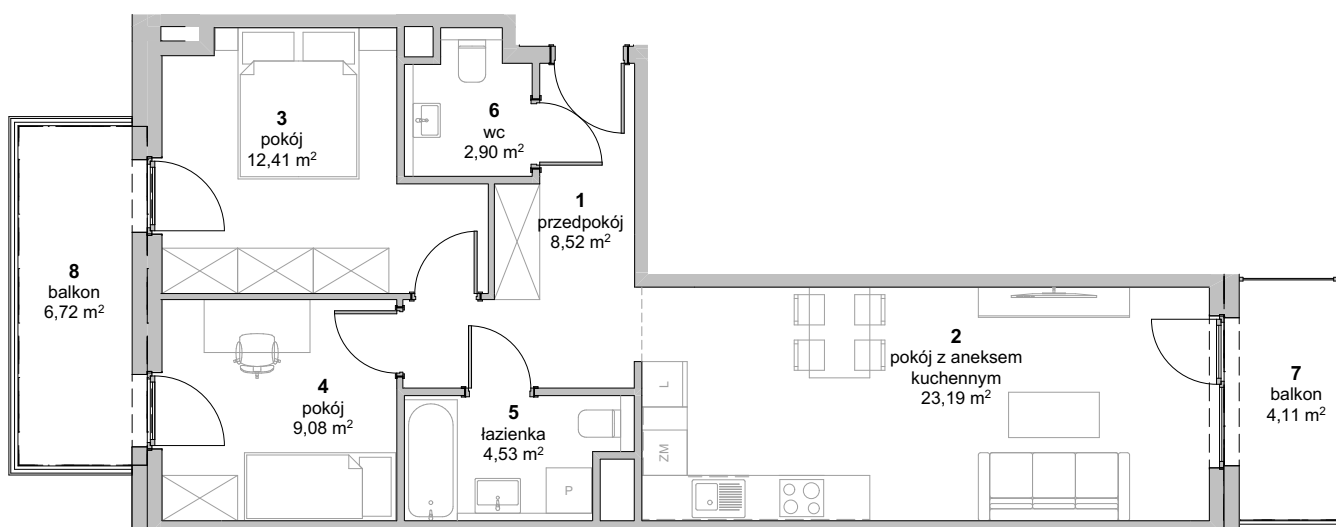 3
pokój
12,41 m²
6
wc
2,90 m²
1
przedpokój
8,52 m²
8
balkon
6,72 m²
4
pokój
9,08 m²
5
łazienka
4,53 m²
P
L
ZM
2
pokój z aneksem
kuchennym
23,19 m²
7
balkon
4,11 m²